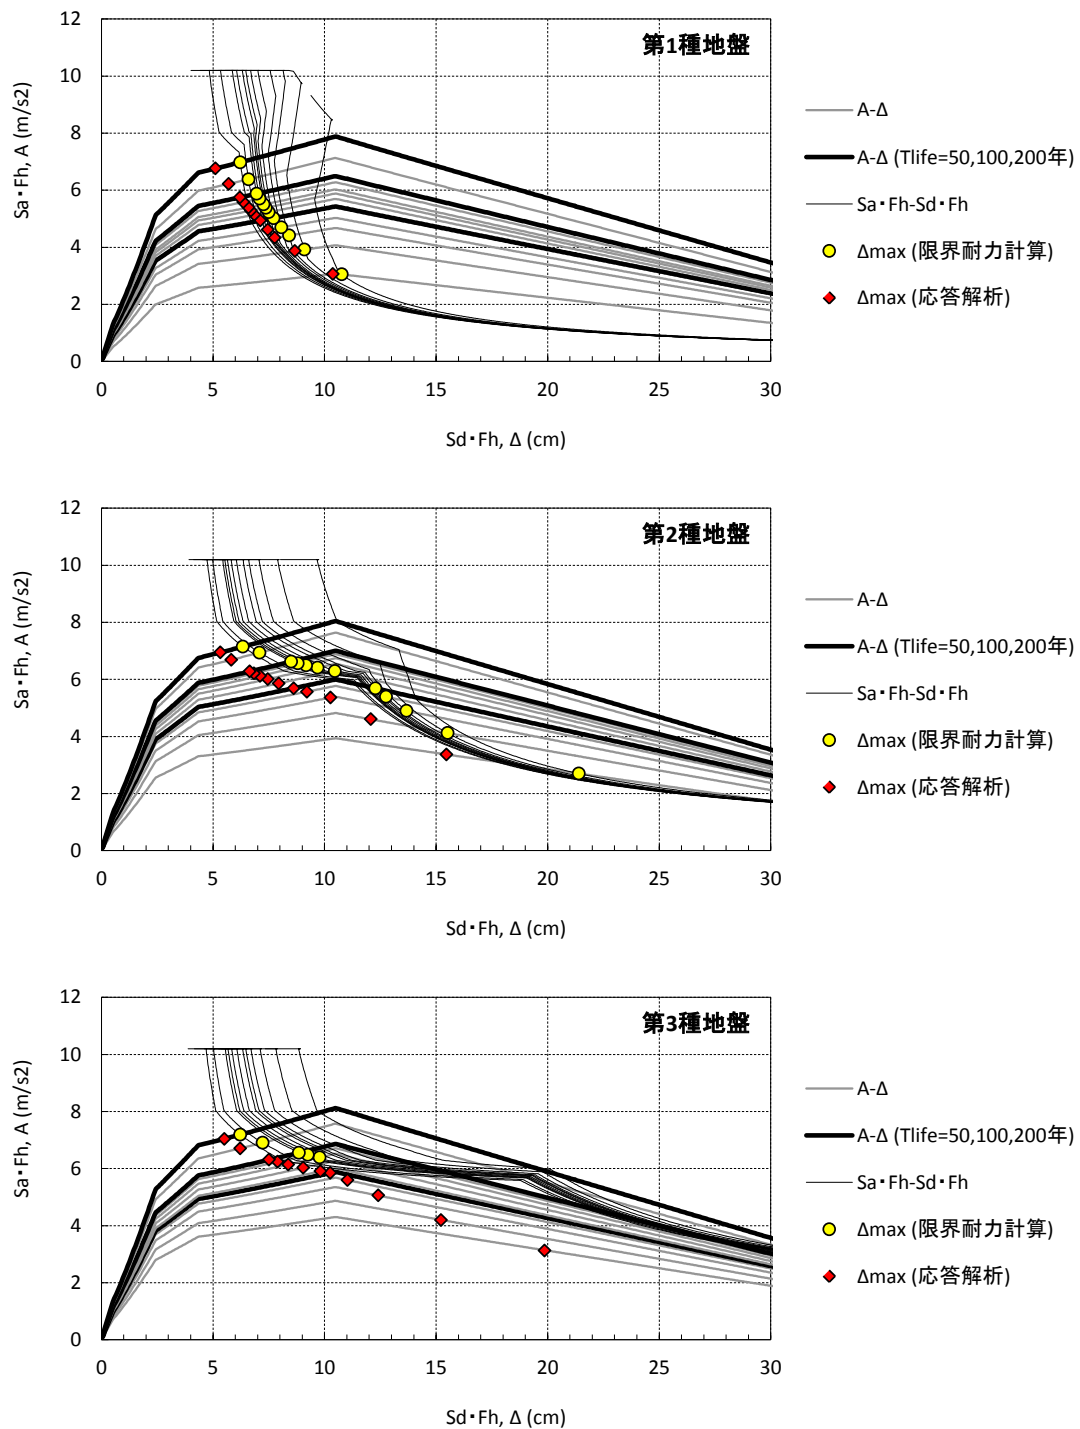 第1種地盤
Sa・Fh, A (m/s2)
12
10
8
6
4
2
0
0 5 10 15 20 25 30
Sd・Fh, Δ (cm)
A-Δ
A-Δ (Tlife=50,100,200年)
Sa・Fh-Sd・Fh
Δmax (限界耐力計算)
Δmax (応答解析)
第2種地盤
Sa・Fh, A (m/s2)
12
10
8
6
4
2
0
0 5 10 15 20 25 30
Sd・Fh, Δ (cm)
A-Δ
A-Δ (Tlife=50,100,200年)
Sa・Fh-Sd・Fh
Δmax (限界耐力計算)
Δmax (応答解析)
第3種地盤
Sa・Fh, A (m/s2)
12
10
8
6
4
2
0
0 5 10 15 20 25 30
Sd・Fh, Δ (cm)
A-Δ
A-Δ (Tlife=50,100,200年)
Sa・Fh-Sd・Fh
Δmax (限界耐力計算)
Δmax (応答解析)